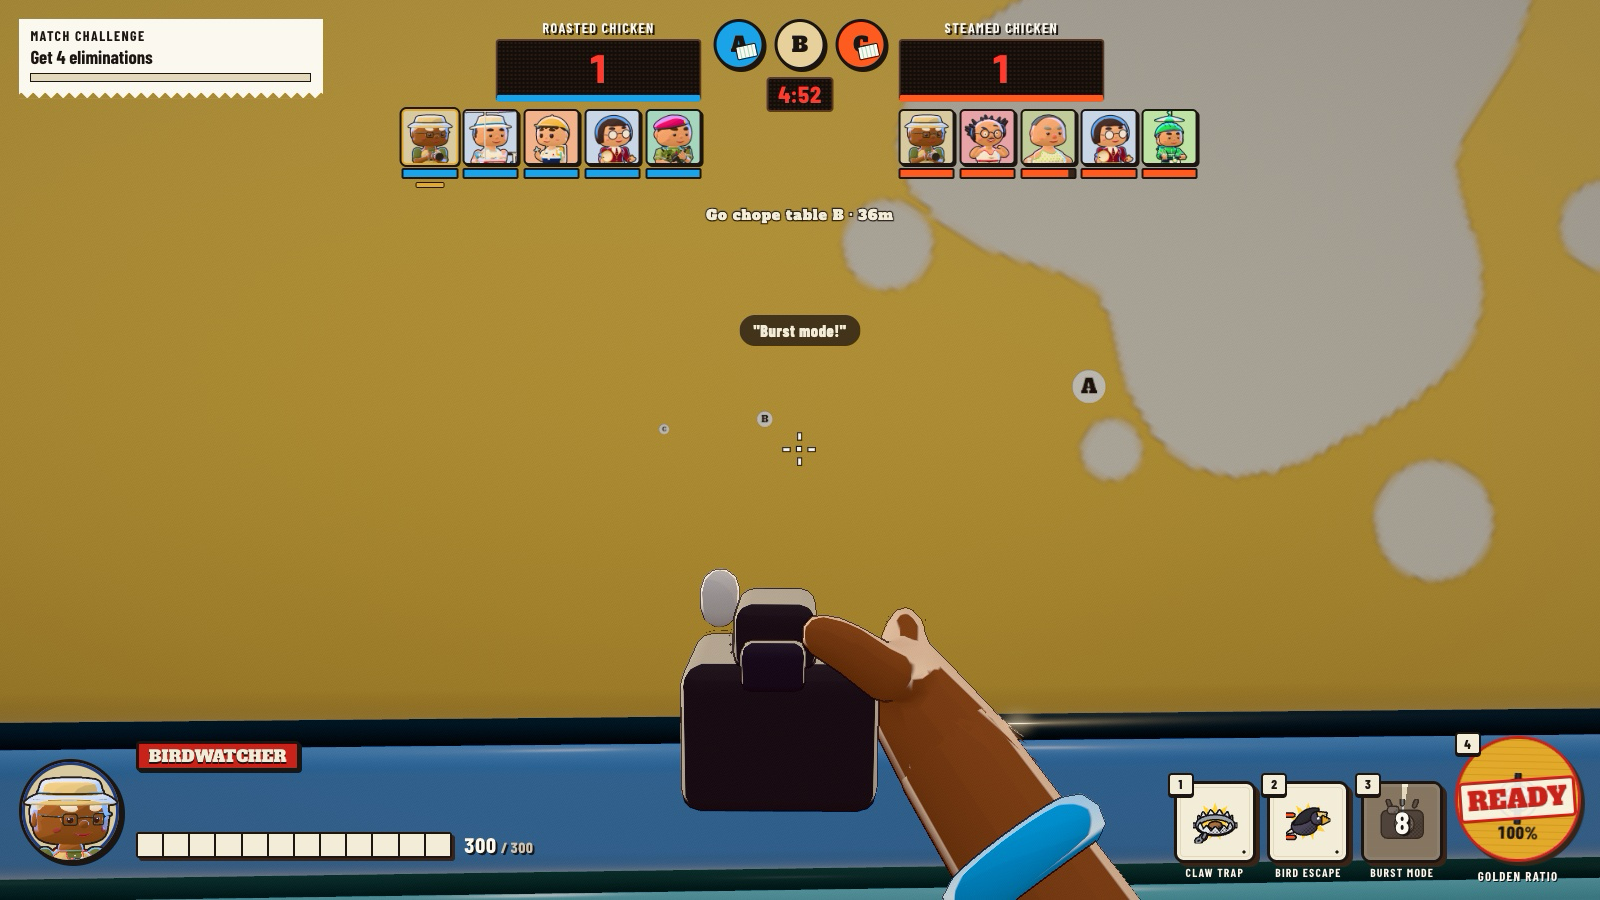 MATCH CHALLENGE
Get 4 eliminations
ROASTED CHICKEN
1
A
B
C
4:52
STEAMED CHICKEN
1
Go chope table B · 36m
"Burst mode!"
A
B
C
BIRDWATCHER
300 / 300
1
CLAW TRAP
2
BIRD ESCAPE
3
8
BURST MODE
4
READY
100%
GOLDEN RATIO